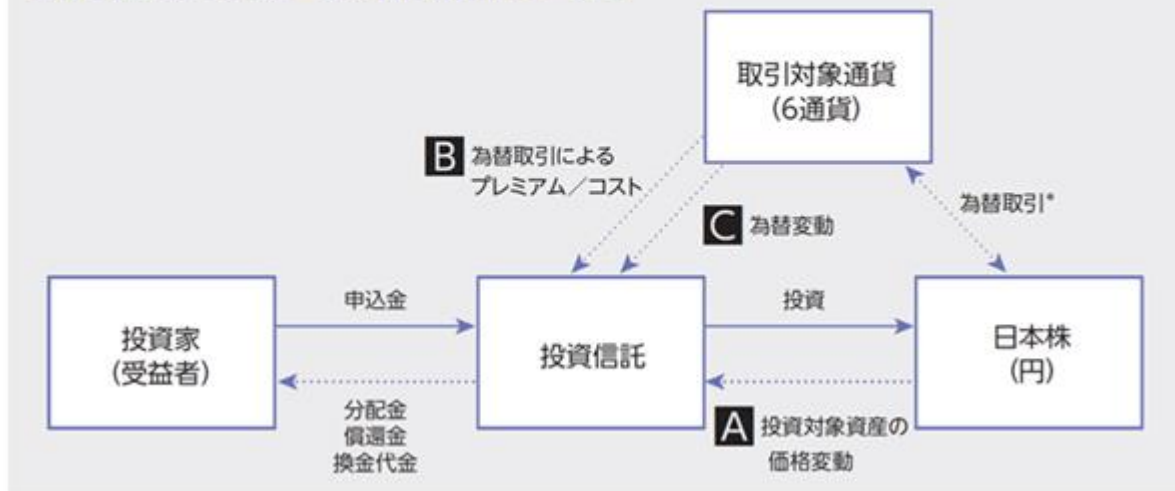 取引対象通貨
(6通貨)
B 為替取引による
プレミアム／コスト
C 為替変動
為替取引*
投資家
(受益者)
申込金
分配金
償還金
換金代金
投資信託
投資
A 投資対象資産の
価格変動
日本株
(円)